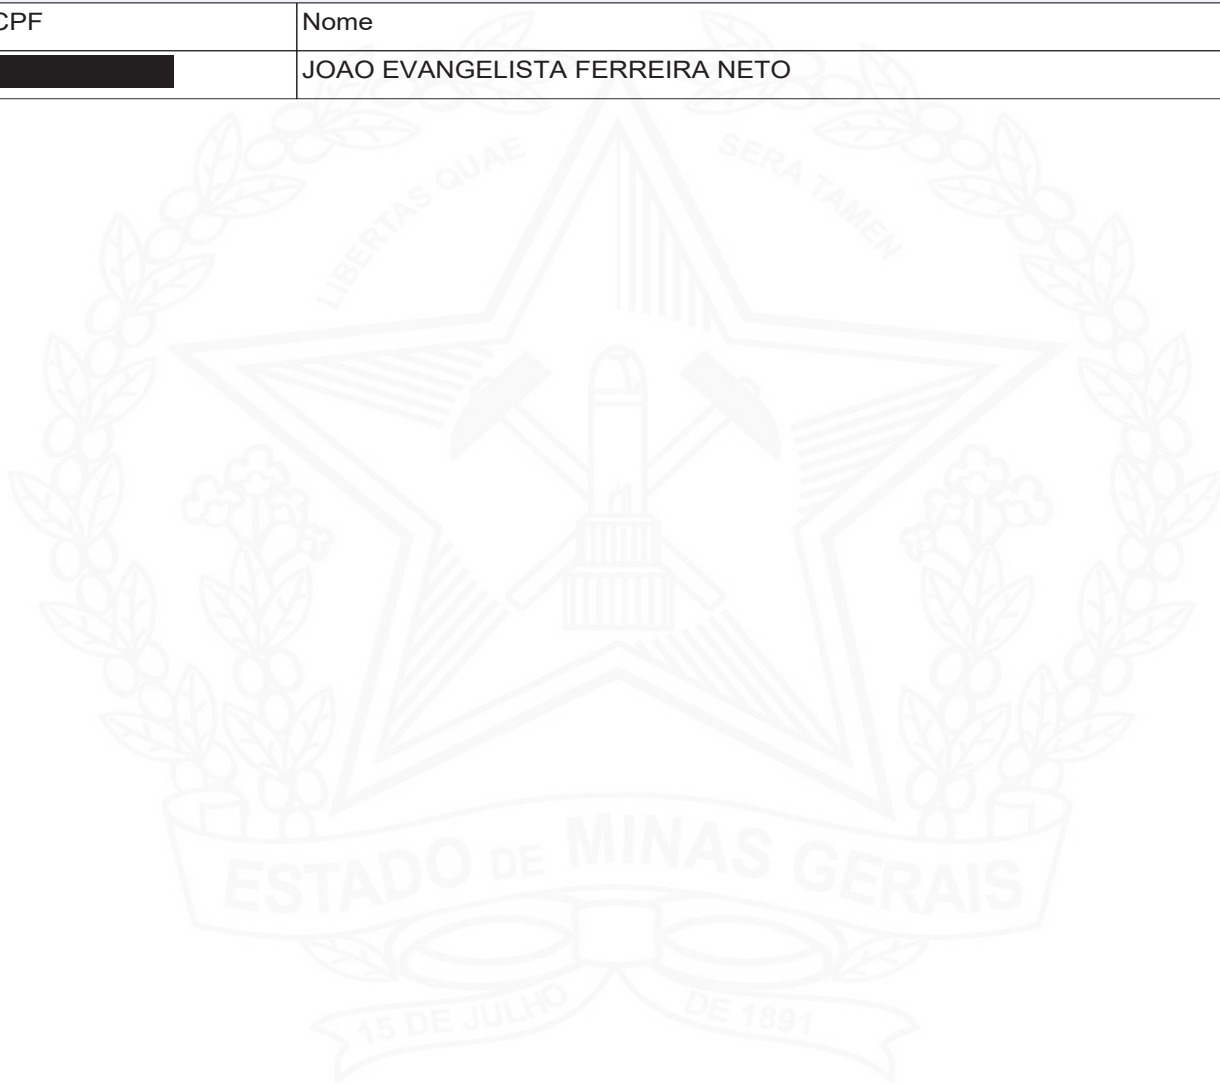 CPF Nome
JOAO EVANGELISTA FERREIRA NETO
LIBERTAS QUAE SERA TAMEN
ESTADO DE MINAS GERAIS
15 DE JULHO DE 1891